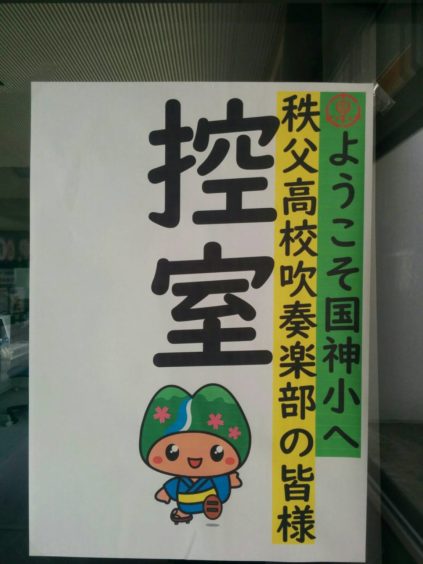 ようこそ国神小へ
秩父高校吹奏楽部の皆様
控室